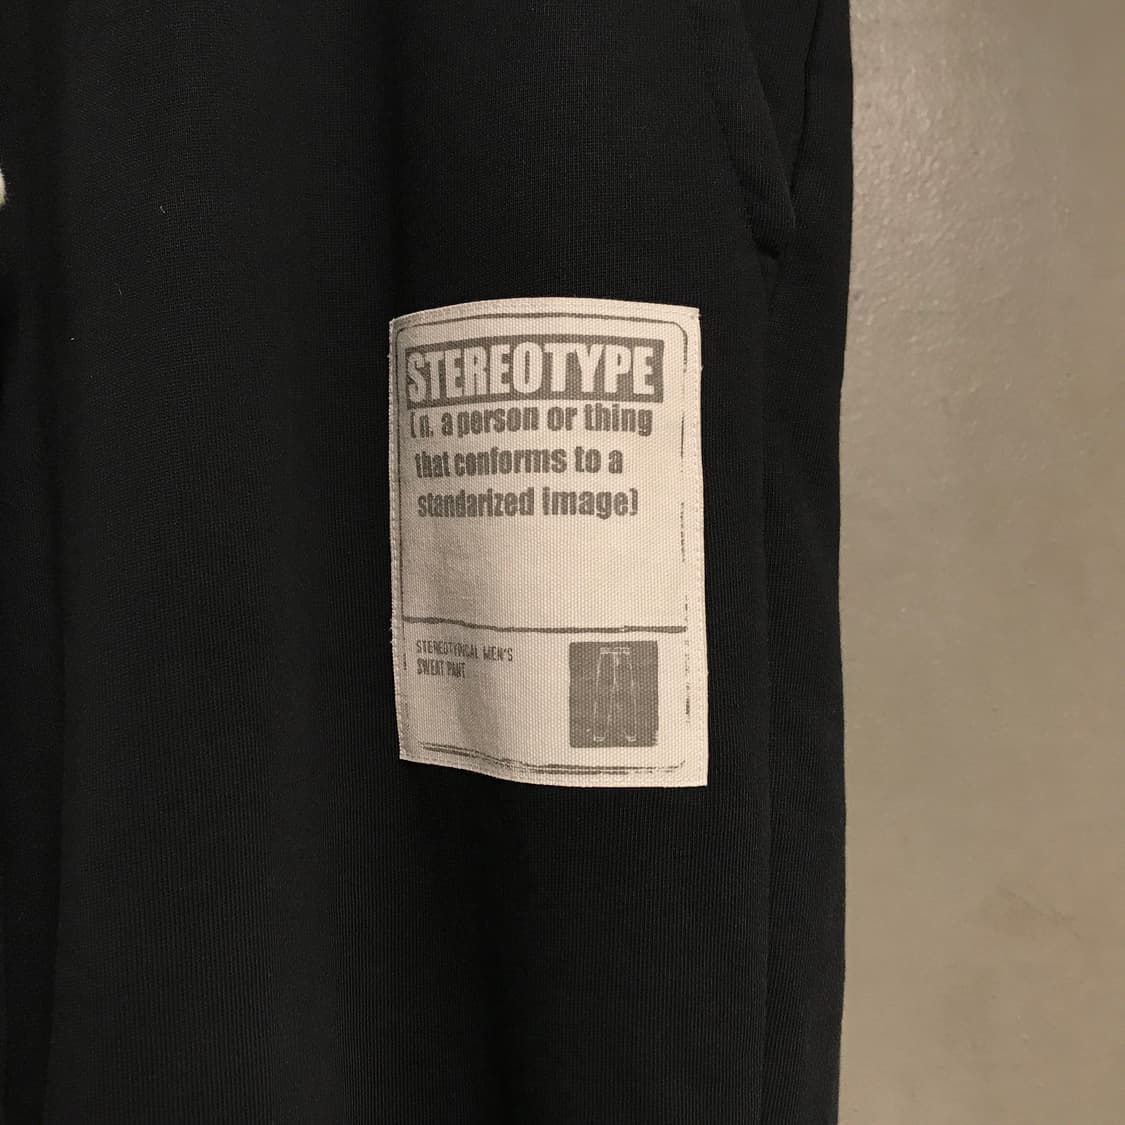 STEREOTYPE
(n. a person or thing
that conforms to a
standarized image)
STEREOTYPICAL MEN'S
SWEAT PANT